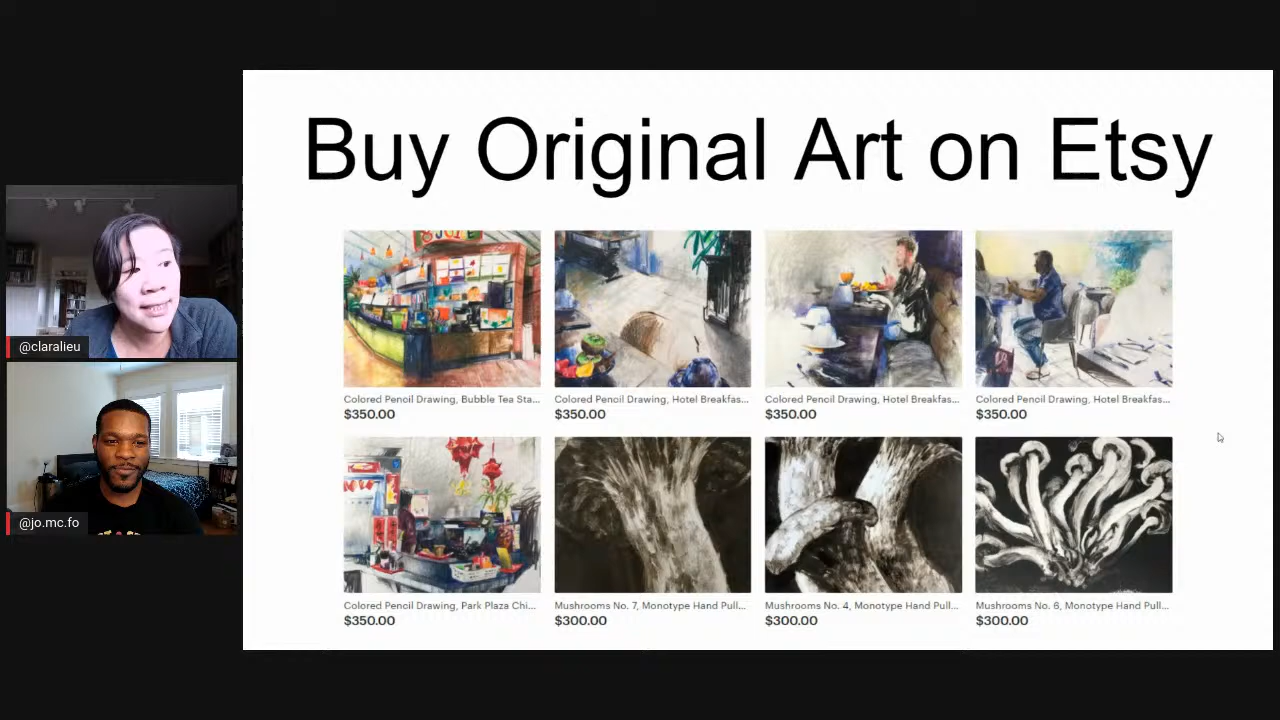 Buy Original Art on Etsy
@claralieu
@jo.mc.fo
Colored Pencil Drawing, Bubble Tea Sta...
$350.00
Colored Pencil Drawing, Hotel Breakfas...
$350.00
Colored Pencil Drawing, Hotel Breakfas...
$350.00
Colored Pencil Drawing, Hotel Breakfas...
$350.00
Colored Pencil Drawing, Park Plaza Chi...
$350.00
Mushrooms No. 7, Monotype Hand Pull...
$300.00
Mushrooms No. 4, Monotype Hand Pull...
$300.00
Mushrooms No. 6, Monotype Hand Pull...
$300.00